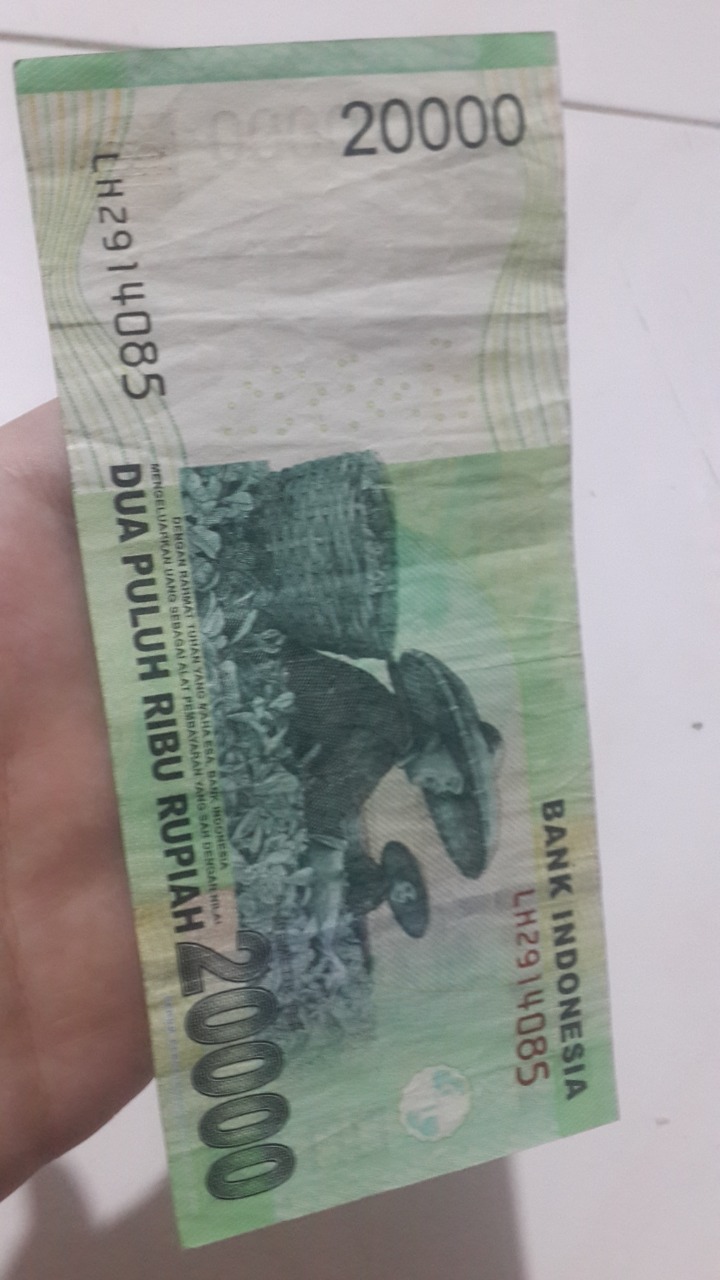 20000
LH2914085
BANK INDONESIA
LH2914085
DENGAN RAHMAT TUHAN YANG MAHA ESA, BANK INDONESIA
MENGELUARKAN UANG SEBAGAI ALAT PEMBAYARAN YANG SAH DENGAN NILAI
DUA PULUH RIBU RUPIAH
20000